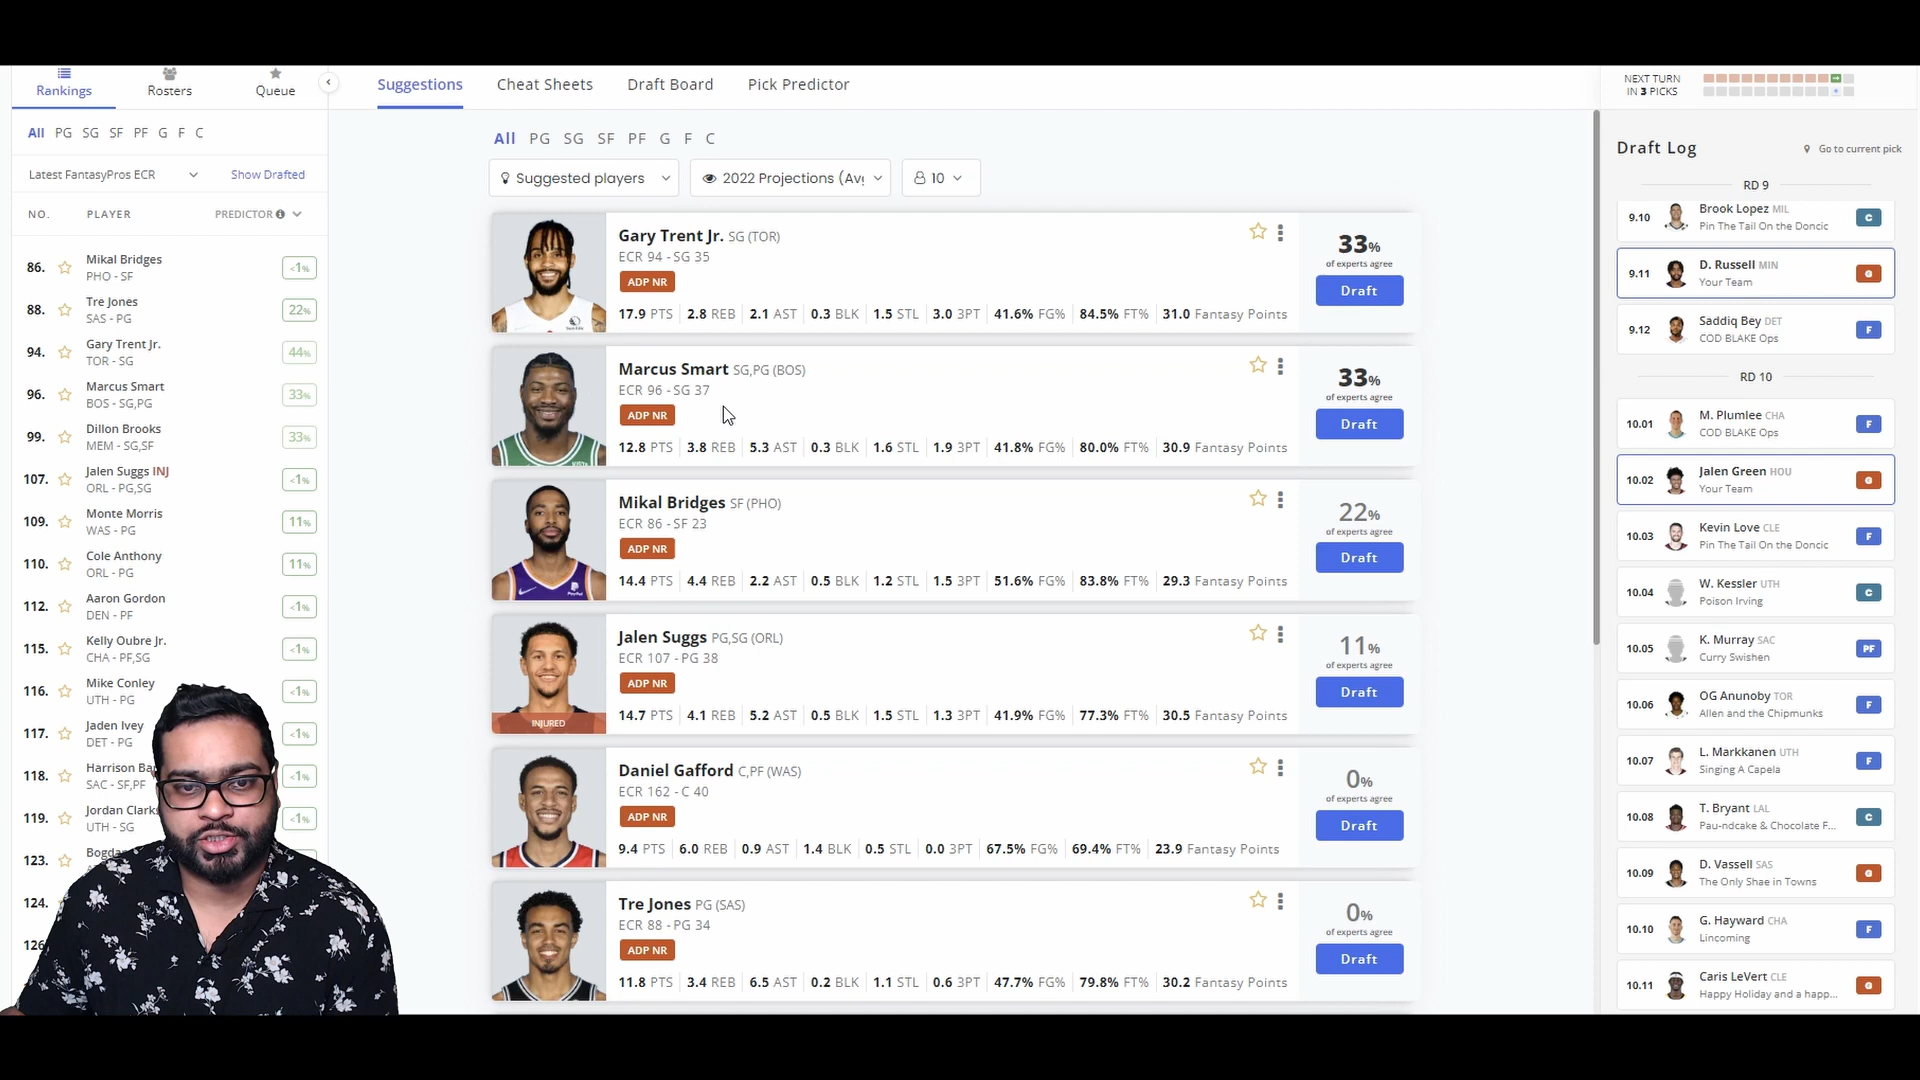 Rankings
Rosters
Queue
All PG SG SF PF G F C
Latest FantasyPros ECR
Show Drafted
NO. PLAYER PREDICTOR
86. Mikal Bridges <1%
PHO - SF
88. Tre Jones 22%
SAS - PG
94. Gary Trent Jr. 44%
TOR - SG
96. Marcus Smart 33%
BOS - SG,PG
99. Dillon Brooks 33%
MEM - SG,SF
107. Jalen Suggs INJ <1%
ORL - PG,SG
109. Monte Morris 11%
WAS - PG
110. Cole Anthony 11%
ORL - PG
112. Aaron Gordon <1%
DEN - PF
115. Kelly Oubre Jr. <1%
CHA - PF,SG
116. Mike Conley <1%
UTH - PG
117. Jaden Ivey <1%
DET - PG
118. Harrison Ba <1%
SAC - SF,PF
119. Jordan Clarks <1%
UTH - SG
123. Bogda
124.
126
Suggestions
Cheat Sheets
Draft Board
Pick Predictor
All PG SG SF PF G F C
Suggested players
2022 Projections (Av
10
Gary Trent Jr. SG (TOR)
ECR 94 - SG 35
ADP NR
17.9 PTS 2.8 REB 2.1 AST 0.3 BLK 1.5 STL 3.0 3PT 41.6% FG% 84.5% FT% 31.0 Fantasy Points
33%
of experts agree
Draft
Marcus Smart SG,PG (BOS)
ECR 96 - SG 37
ADP NR
12.8 PTS 3.8 REB 5.3 AST 0.3 BLK 1.6 STL 1.9 3PT 41.8% FG% 80.0% FT% 30.9 Fantasy Points
33%
of experts agree
Draft
Mikal Bridges SF (PHO)
ECR 86 - SF 23
ADP NR
14.4 PTS 4.4 REB 2.2 AST 0.5 BLK 1.2 STL 1.5 3PT 51.6% FG% 83.8% FT% 29.3 Fantasy Points
22%
of experts agree
Draft
INJURED
Jalen Suggs PG,SG (ORL)
ECR 107 - PG 38
ADP NR
14.7 PTS 4.1 REB 5.2 AST 0.5 BLK 1.5 STL 1.3 3PT 41.9% FG% 77.3% FT% 30.5 Fantasy Points
11%
of experts agree
Draft
Daniel Gafford C,PF (WAS)
ECR 162 - C 40
ADP NR
9.4 PTS 6.0 REB 0.9 AST 1.4 BLK 0.5 STL 0.0 3PT 67.5% FG% 69.4% FT% 23.9 Fantasy Points
0%
of experts agree
Draft
Tre Jones PG (SAS)
ECR 88 - PG 34
ADP NR
11.8 PTS 3.4 REB 6.5 AST 0.2 BLK 1.1 STL 0.6 3PT 47.7% FG% 79.8% FT% 30.2 Fantasy Points
0%
of experts agree
Draft
NEXT TURN
IN 3 PICKS
Draft Log
Go to current pick
RD 9
9.10 Brook Lopez MIL C
Pin The Tail On the Doncic
9.11 D. Russell MIN G
Your Team
9.12 Saddiq Bey DET F
COD BLAKE Ops
RD 10
10.01 M. Plumlee CHA F
COD BLAKE Ops
10.02 Jalen Green HOU G
Your Team
10.03 Kevin Love CLE F
Pin The Tail On the Doncic
10.04 W. Kessler UTH C
Poison Irving
10.05 K. Murray SAC PF
Curry Swishen
10.06 OG Anunoby TOR F
Allen and the Chipmunks
10.07 L. Markkanen UTH F
Singing A Capela
10.08 T. Bryant LAL C
Pau-ndcake & Chocolate F...
10.09 D. Vassell SAS G
The Only Shae in Towns
10.10 G. Hayward CHA F
Lincoming
10.11 Caris LeVert CLE G
Happy Holiday and a happ...